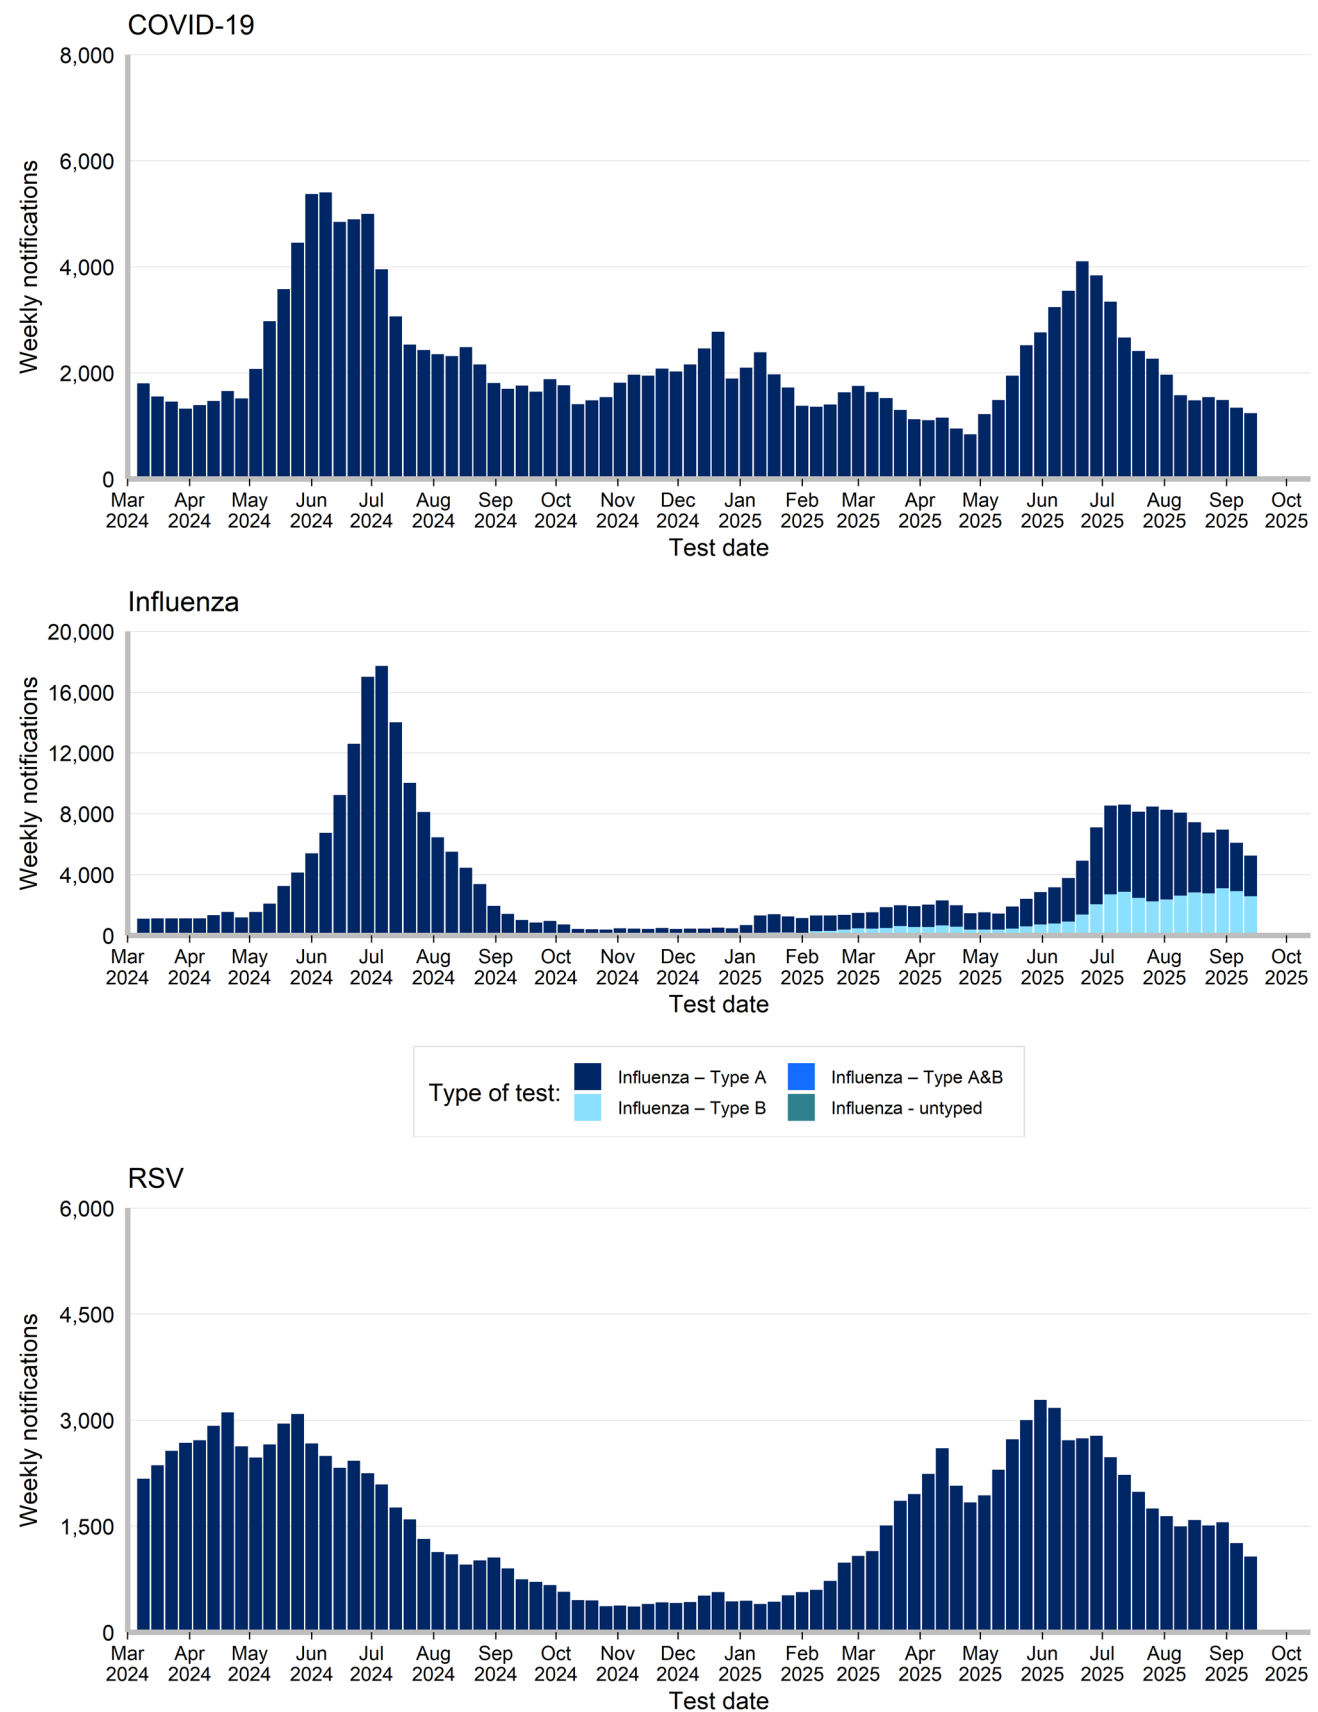 COVID-19
8,000
6,000
4,000
2,000
0
Weekly notifications
Mar Apr May Jun Jul Aug Sep Oct Nov Dec Jan Feb Mar Apr May Jun Jul Aug Sep Oct
2024 2024 2024 2024 2024 2024 2024 2024 2024 2024 2025 2025 2025 2025 2025 2025 2025 2025 2025 2025
Test date
Influenza
20,000
16,000
12,000
8,000
4,000
0
Weekly notifications
Mar Apr May Jun Jul Aug Sep Oct Nov Dec Jan Feb Mar Apr May Jun Jul Aug Sep Oct
2024 2024 2024 2024 2024 2024 2024 2024 2024 2024 2025 2025 2025 2025 2025 2025 2025 2025 2025 2025
Test date
Type of test:
Influenza – Type A
Influenza – Type B
Influenza – Type A&B
Influenza - untyped
RSV
6,000
4,500
3,000
1,500
0
Weekly notifications
Mar Apr May Jun Jul Aug Sep Oct Nov Dec Jan Feb Mar Apr May Jun Jul Aug Sep Oct
2024 2024 2024 2024 2024 2024 2024 2024 2024 2024 2025 2025 2025 2025 2025 2025 2025 2025 2025 2025
Test date